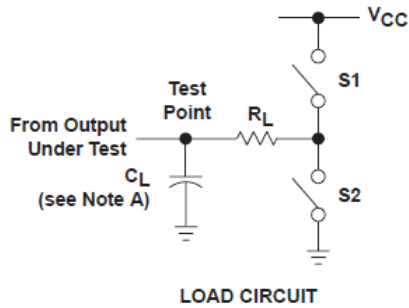 VCC
S1
Test
Point
RL
From Output
Under Test
CL
(see Note A)
S2
LOAD CIRCUIT